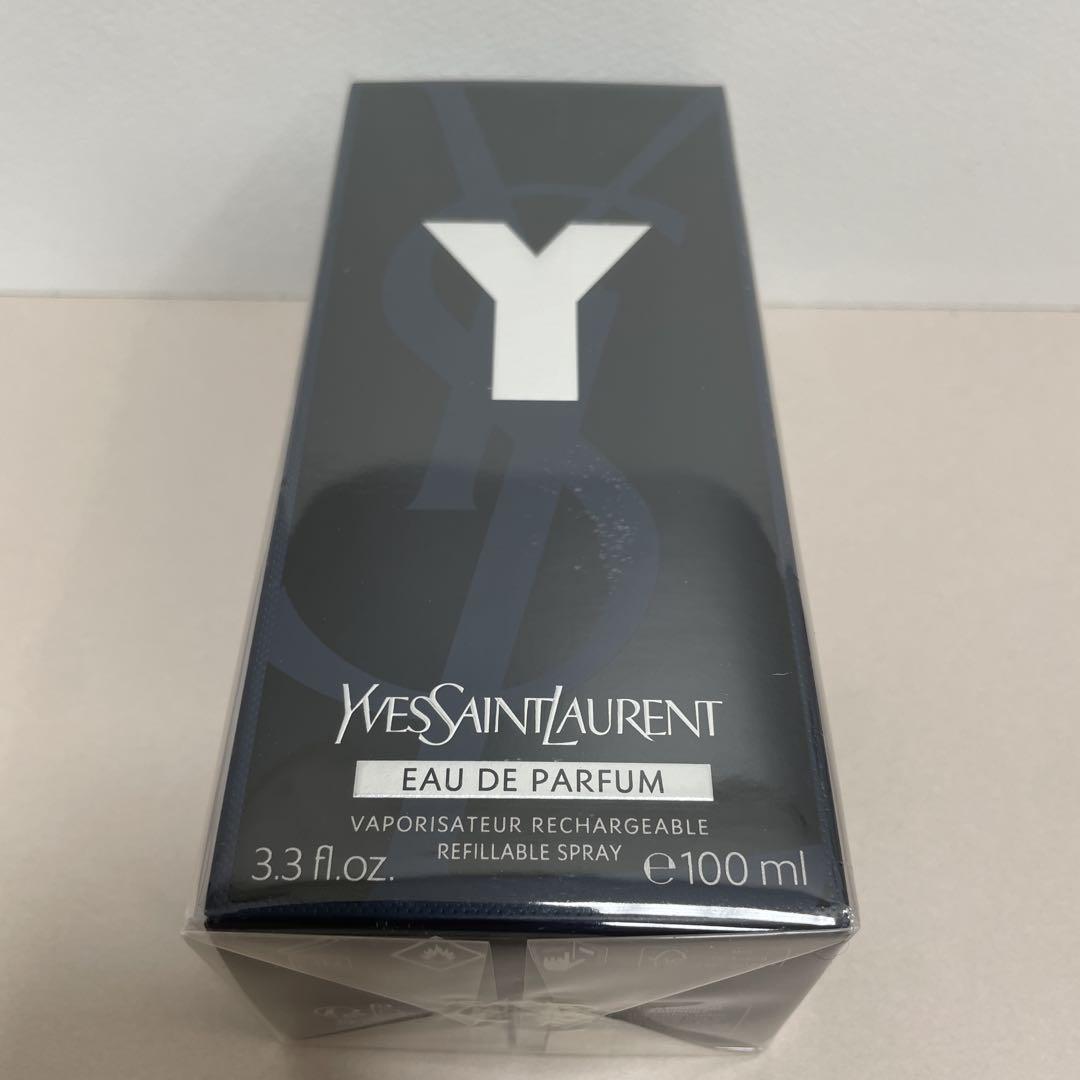 Y
YVESSAINTLAURENT
EAU DE PARFUM
VAPORISATEUR RECHARGEABLE
REFILLABLE SPRAY
3.3 fl.oz.
℮100 ml